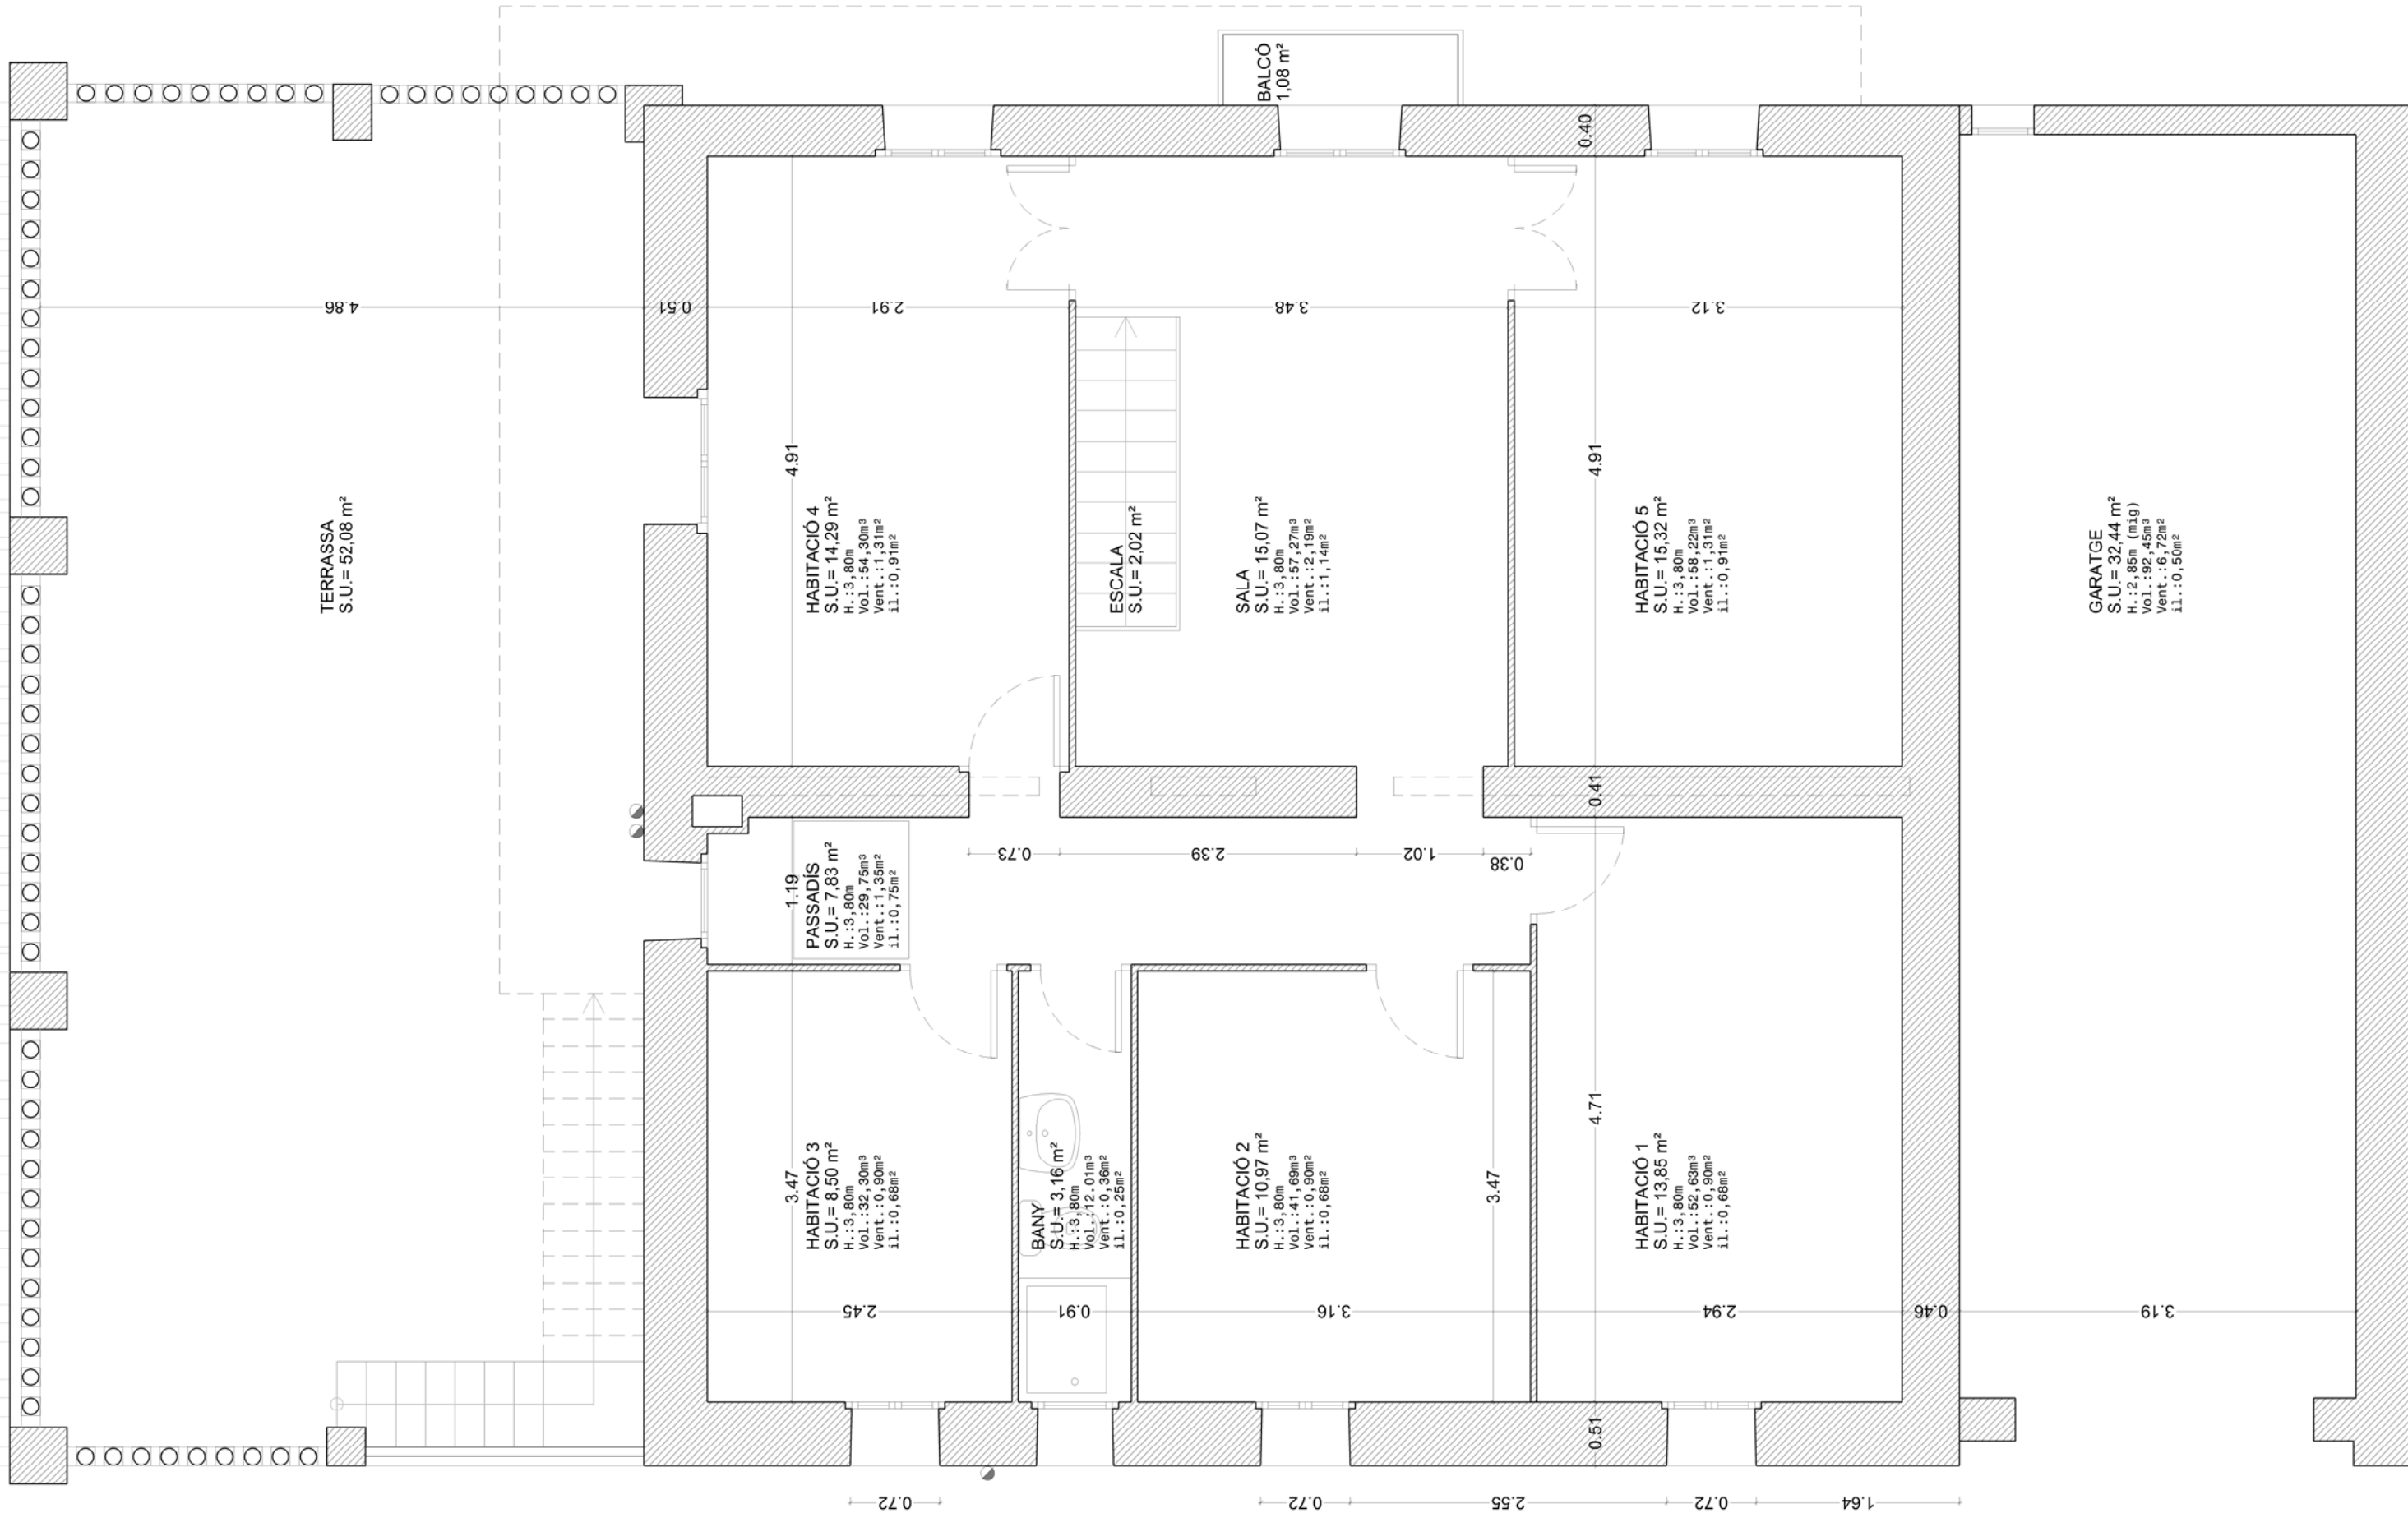 BALCÓ
1,08 m²
0.40
4.86
0.51
2.91
3.48
3.12
4.91
4.91
TERRASSA
S.U.= 52,08 m²
HABITACIÓ 4
S.U.= 14,29 m²
H.:3,80m
Vol.:54,30m3
Vent.:1,31m2
il.:0,91m2
ESCALA
S.U.= 2,02 m²
SALA
S.U.= 15,07 m²
H.:3,80m
Vol.:57,27m3
Vent.:2,19m2
il.:1,14m2
HABITACIÓ 5
S.U.= 15,32 m²
H.:3,80m
Vol.:58,22m3
Vent.:1,31m2
il.:0,91m2
GARATGE
S.U.= 32,44 m²
H.:2,85m (mig)
Vol.:92,45m3
Vent.:6,72m2
il.:0,50m2
0.41
0.73
2.39
1.02
0.38
1.19
PASSADÍS
S.U.= 7,83 m²
H.:3,80m
Vol.:29,75m3
Vent.:1,35m2
il.:0,75m2
3.47
HABITACIÓ 3
S.U.= 8,50 m²
H.:3,80m
Vol.:32,30m3
Vent.:0,90m2
il.:0,68m2
BANY
S.U.= 3,16 m²
H.:3,80m
Vol.:12.01m3
Vent.:0,36m2
il.:0,25m2
HABITACIÓ 2
S.U.= 10,97 m²
H.:3,80m
Vol.:41,69m3
Vent.:0,90m2
il.:0,68m2
3.47
4.71
HABITACIÓ 1
S.U.= 13,85 m²
H.:3,80m
Vol.:52,63m3
Vent.:0,90m2
il.:0,68m2
2.45
0.91
3.16
2.94
0.46
3.19
0.51
0.72
0.72
2.55
0.72
1.64